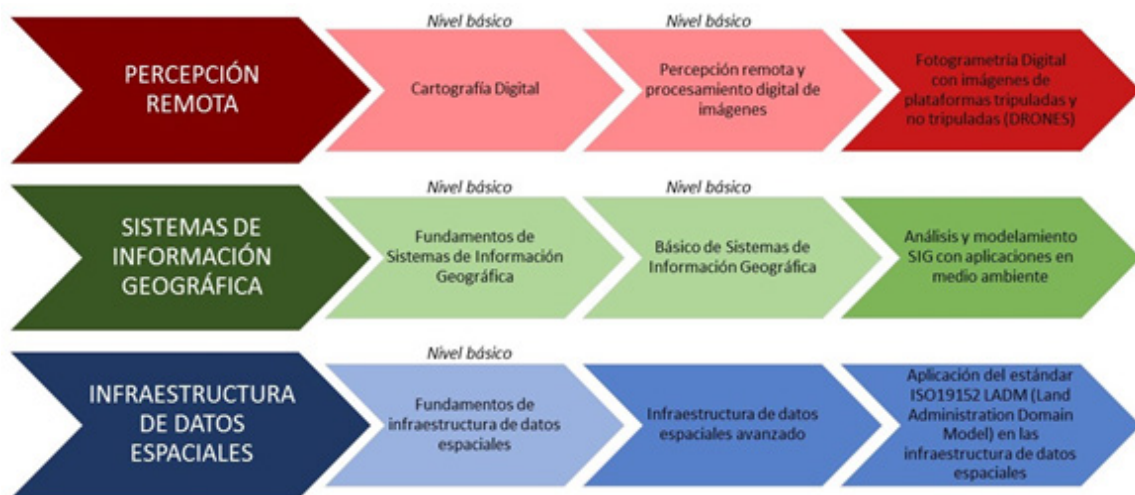 Nivel básico
Nivel básico
PERCEPCIÓN
REMOTA
Cartografía Digital
Percepción remota y
procesamiento digital de
imágenes
Fotogrametría Digital
con imágenes de
plataformas tripuladas y
no tripuladas (DRONES)
Nivel básico
Nivel básico
SISTEMAS DE
INFORMACIÓN
GEOGRÁFICA
Fundamentos de
Sistemas de Información
Geográfica
Básico de Sistemas de
Información Geográfica
Análisis y modelamiento
SIG con aplicaciones en
medio ambiente
Nivel básico
INFRAESTRUCTURA
DE DATOS
ESPACIALES
Fundamentos de
infraestructura de datos
espaciales
Infraestructura de datos
espaciales avanzado
Aplicación del estándar
ISO19152 LADM (Land
Administration Domain
Model) en las
infraestructura de datos
espaciales